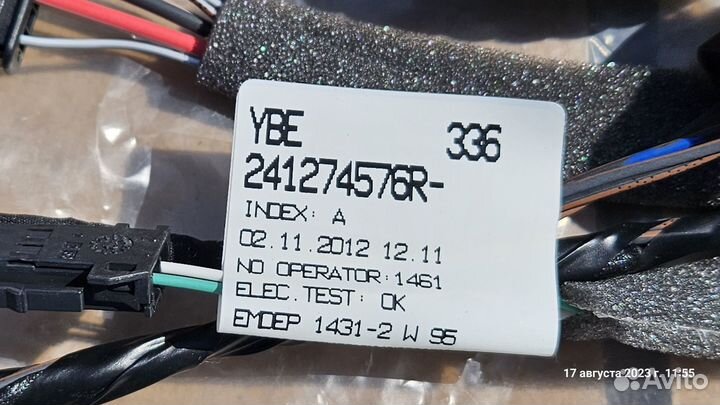 YBE 336
241274576R-
INDEX: A
02.11.2012 12.11
NO OPERATOR:1461
ELEC.TEST: OK
EMDEP 1431-2 W 95
17 августа 2023 г. 11:55
Avito